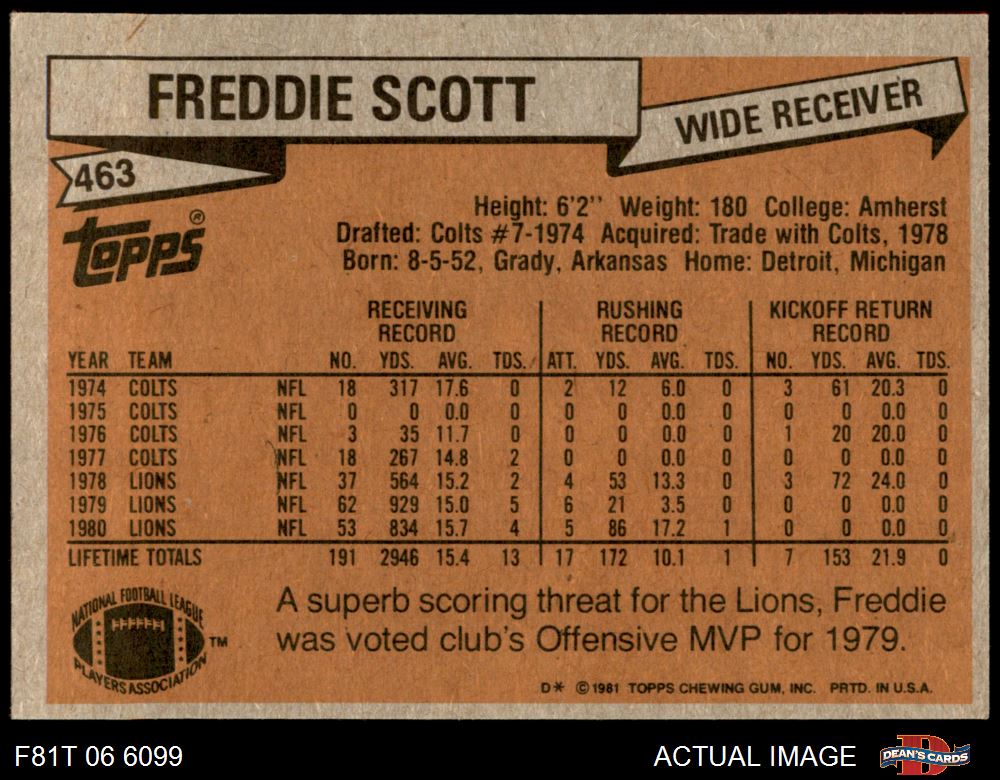 FREDDIE SCOTT
WIDE RECEIVER
463
TOPPS ®
Height: 6'2'' Weight: 180 College: Amherst
Drafted: Colts #7-1974 Acquired: Trade with Colts, 1978
Born: 8-5-52, Grady, Arkansas Home: Detroit, Michigan
RECEIVING RUSHING KICKOFF RETURN
RECORD RECORD RECORD
YEAR TEAM NO. YDS. AVG. TDS. ATT. YDS. AVG. TDS. NO. YDS. AVG. TDS.
1974 COLTS NFL 18 317 17.6 0 2 12 6.0 0 3 61 20.3 0
1975 COLTS NFL 0 0 0.0 0 0 0 0.0 0 0 0 0.0 0
1976 COLTS NFL 3 35 11.7 0 0 0 0.0 0 1 20 20.0 0
1977 COLTS NFL 18 267 14.8 2 0 0 0.0 0 0 0 0.0 0
1978 LIONS NFL 37 564 15.2 2 4 53 13.3 0 3 72 24.0 0
1979 LIONS NFL 62 929 15.0 5 6 21 3.5 0 0 0 0.0 0
1980 LIONS NFL 53 834 15.7 4 5 86 17.2 1 0 0 0.0 0
LIFETIME TOTALS 191 2946 15.4 13 17 172 10.1 1 7 153 21.9 0
NATIONAL FOOTBALL LEAGUE
PLAYERS ASSOCIATION
TM
A superb scoring threat for the Lions, Freddie
was voted club's Offensive MVP for 1979.
D* © 1981 TOPPS CHEWING GUM, INC. PRTD. IN U.S.A.
F81T 06 6099
ACTUAL IMAGE
DEAN'S CARDS